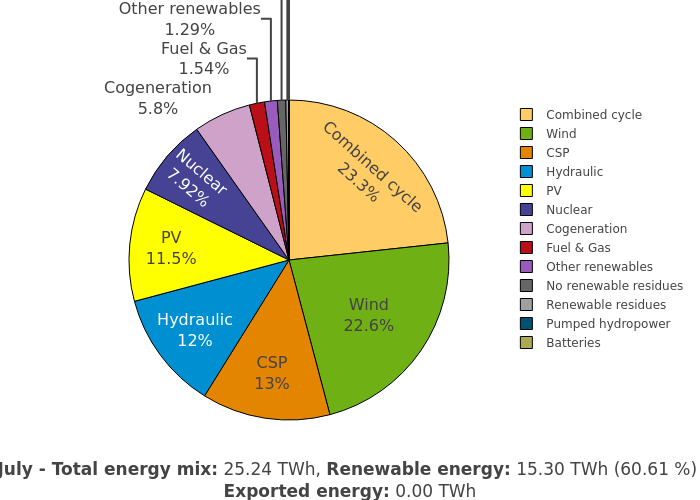 Other renewables
1.29%
Fuel & Gas
1.54%
Cogeneration
5.8%
Combined cycle
23.3%
Nuclear
7.92%
PV
11.5%
Wind
22.6%
Hydraulic
12%
CSP
13%
Combined cycle
Wind
CSP
Hydraulic
PV
Nuclear
Cogeneration
Fuel & Gas
Other renewables
No renewable residues
Renewable residues
Pumped hydropower
Batteries
July - Total energy mix: 25.24 TWh, Renewable energy: 15.30 TWh (60.61 %)
Exported energy: 0.00 TWh